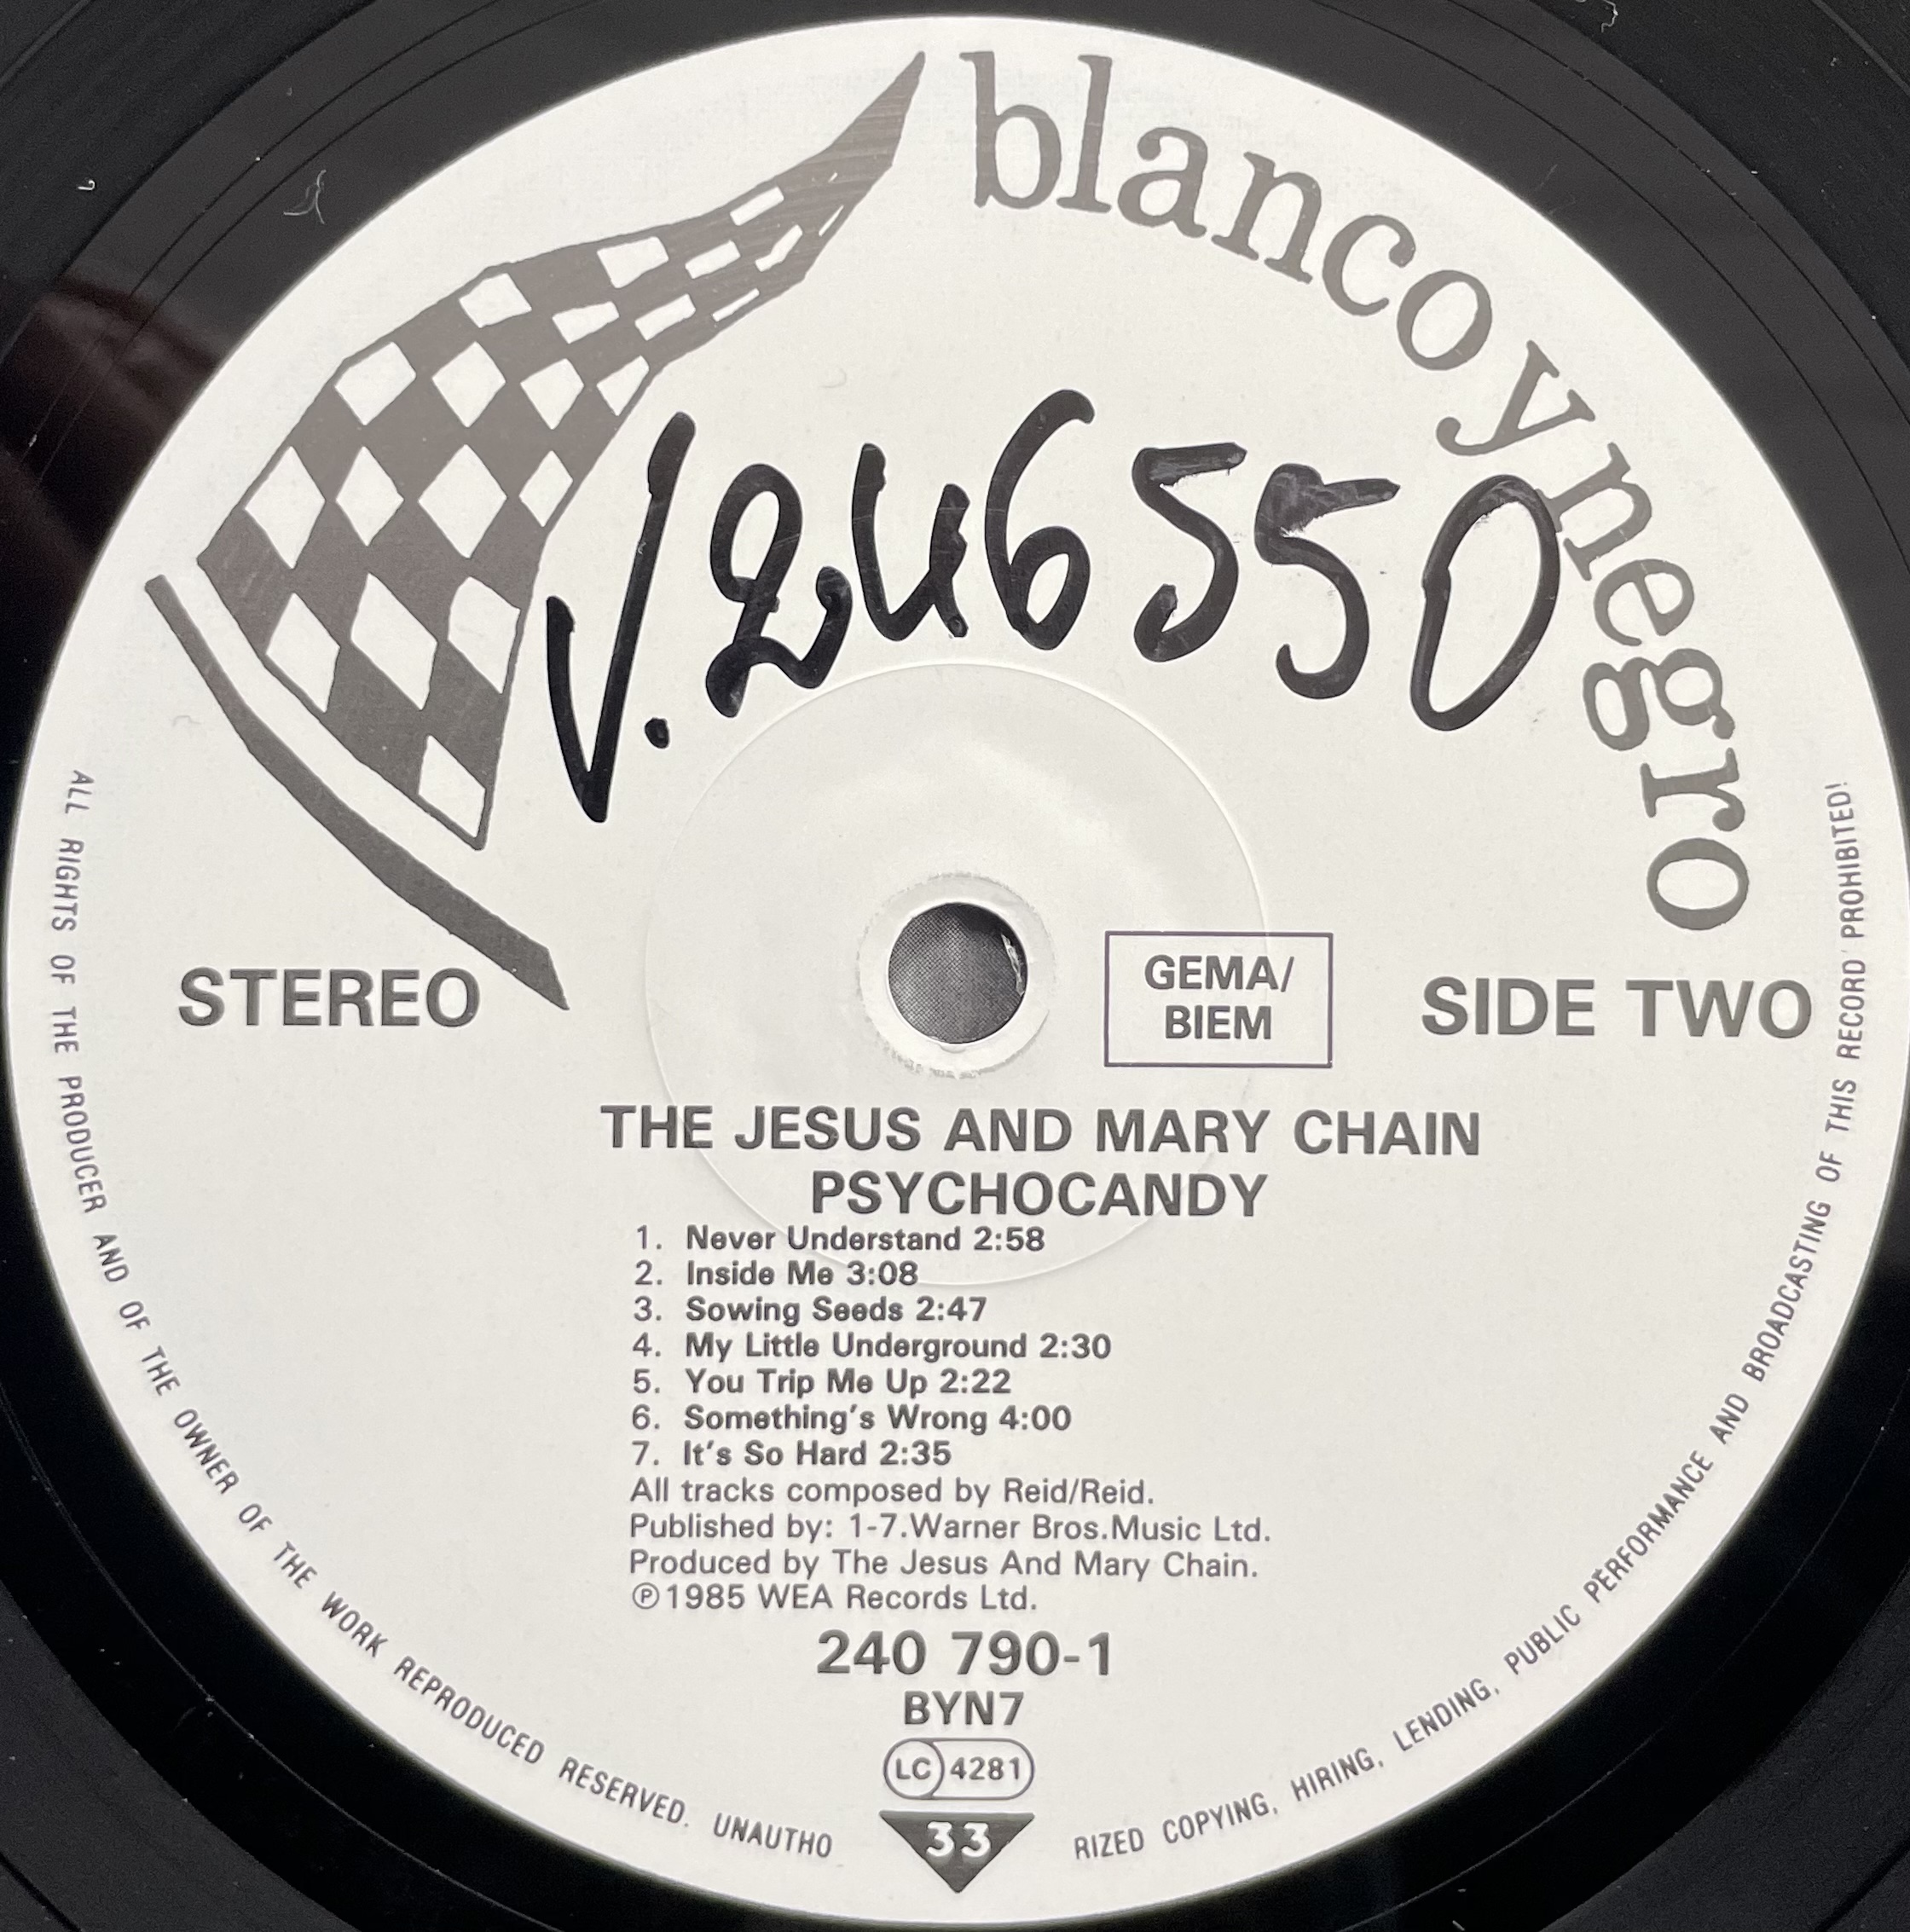 blanco y negro
V. 246550
STEREO
GEMA/
BIEM
SIDE TWO
THE JESUS AND MARY CHAIN
PSYCHOCANDY
1. Never Understand 2:58
2. Inside Me 3:08
3. Sowing Seeds 2:47
4. My Little Underground 2:30
5. You Trip Me Up 2:22
6. Something's Wrong 4:00
7. It's So Hard 2:35
All tracks composed by Reid/Reid.
Published by: 1-7.Warner Bros.Music Ltd.
Produced by The Jesus And Mary Chain.
℗1985 WEA Records Ltd.
240 790-1
BYN7
LC 4281
33
ALL RIGHTS OF THE PRODUCER AND OF THE OWNER OF THE WORK REPRODUCED RESERVED. UNAUTHO RIZED COPYING, HIRING, LENDING, PUBLIC PERFORMANCE AND BROADCASTING OF THIS RECORD PROHIBITED!